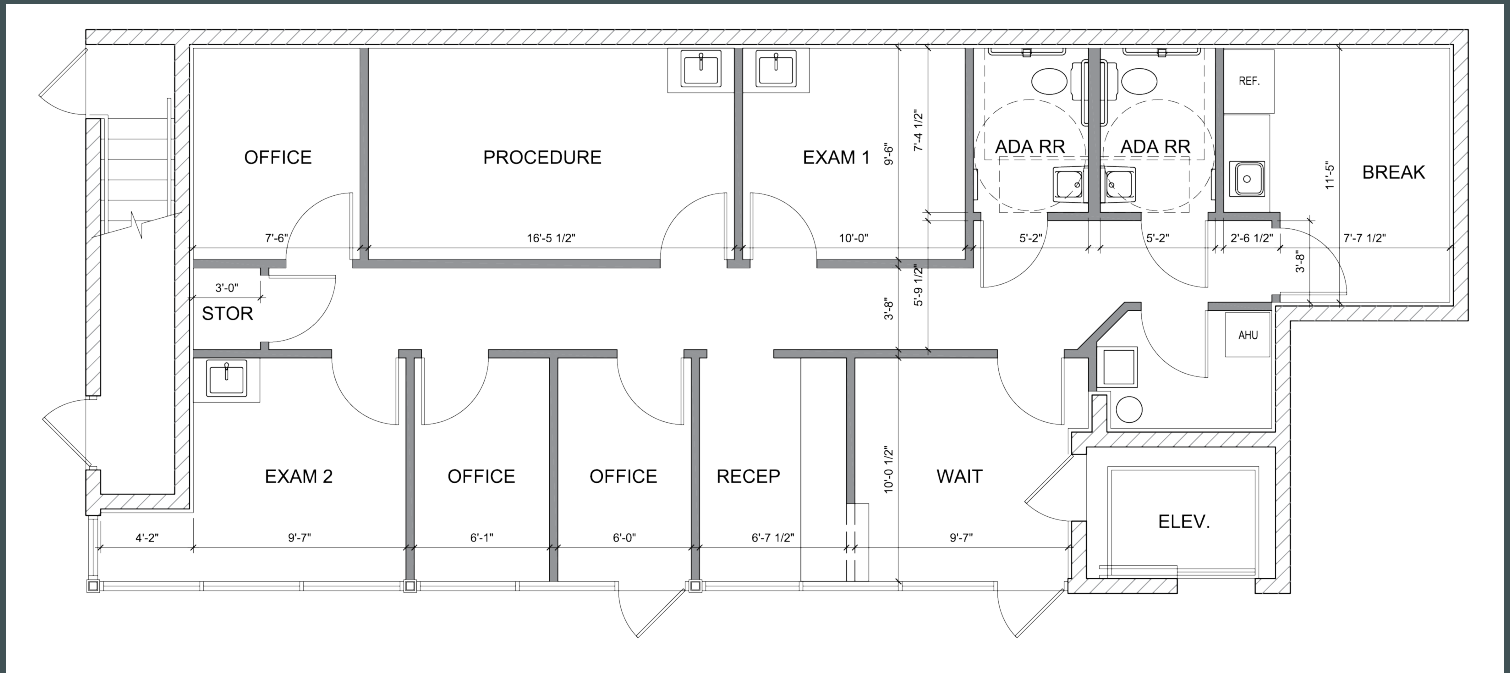 REF.
7'-4 1/2"
ADA RR
ADA RR
OFFICE
PROCEDURE
EXAM 1
9'-6"
11'-5"
BREAK
7'-6"
16'-5 1/2"
10'-0"
5'-2"
5'-2"
2'-6 1/2"
7'-7 1/2"
3'-8"
5'-9 1/2"
3'-0"
3'-8"
STOR
AHU
EXAM 2
OFFICE
OFFICE
RECEP
10'-0 1/2"
WAIT
ELEV.
4'-2"
9'-7"
6'-1"
6'-0"
6'-7 1/2"
9'-7"